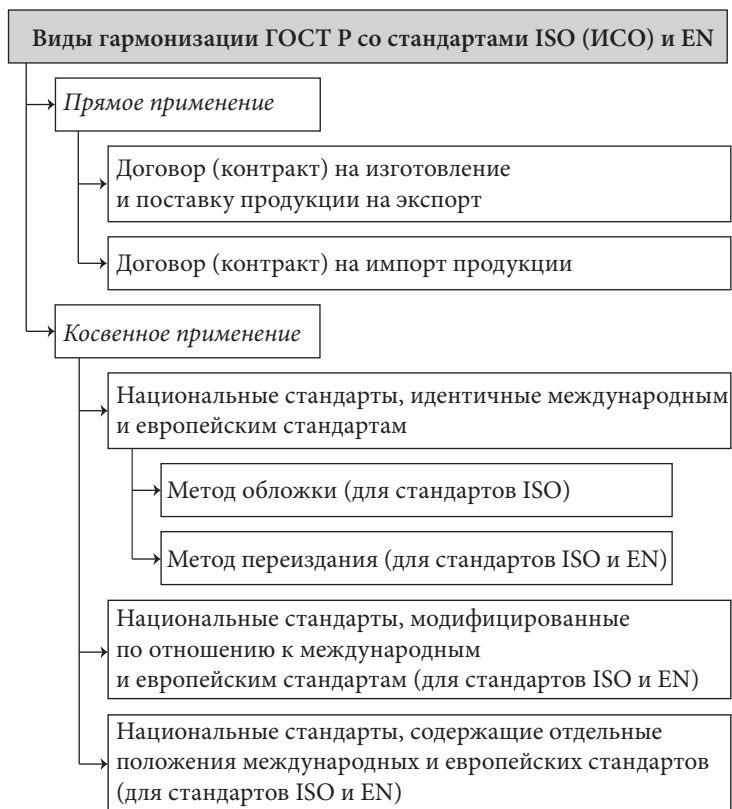 Виды гармонизации ГОСТ Р со стандартами ISO (ИСО) и EN
Прямое применение
Договор (контракт) на изготовление
и поставку продукции на экспорт
Договор (контракт) на импорт продукции
Косвенное применение
Национальные стандарты, идентичные международным
и европейским стандартам
Метод обложки (для стандартов ISO)
Метод переиздания (для стандартов ISO и EN)
Национальные стандарты, модифицированные
по отношению к международным
и европейским стандартам (для стандартов ISO и EN)
Национальные стандарты, содержащие отдельные
положения международных и европейских стандартов
(для стандартов ISO и EN)